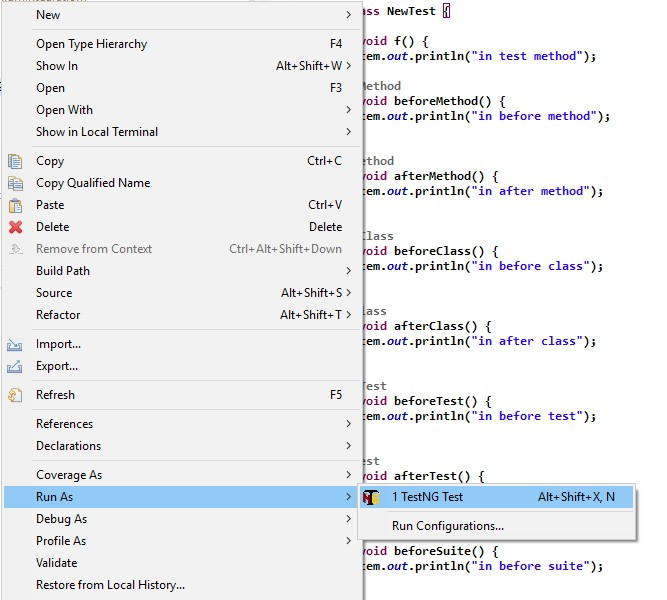 New
Open Type Hierarchy F4
Show In Alt+Shift+W
Open F3
Open With
Show in Local Terminal
Copy Ctrl+C
Copy Qualified Name
Paste Ctrl+V
Delete Delete
Remove from Context Ctrl+Alt+Shift+Down
Build Path
Source Alt+Shift+S
Refactor Alt+Shift+T
Import...
Export...
Refresh F5
References
Declarations
Coverage As
Run As
Debug As
Profile As
Validate
Restore from Local History...
1 TestNG Test Alt+Shift+X, N
Run Configurations...
ass NewTest {
void f() {
tem.out.println("in test method");
Method
void beforeMethod() {
tem.out.println("in before method");
ethod
void afterMethod() {
tem.out.println("in after method");
Class
void beforeClass() {
tem.out.println("in before class");
lass
void afterClass() {
tem.out.println("in after class");
Test
void beforeTest() {
tem.out.println("in before test");
est
void afterTest() {
void beforeSuite() {
tem.out.println("in before suite");